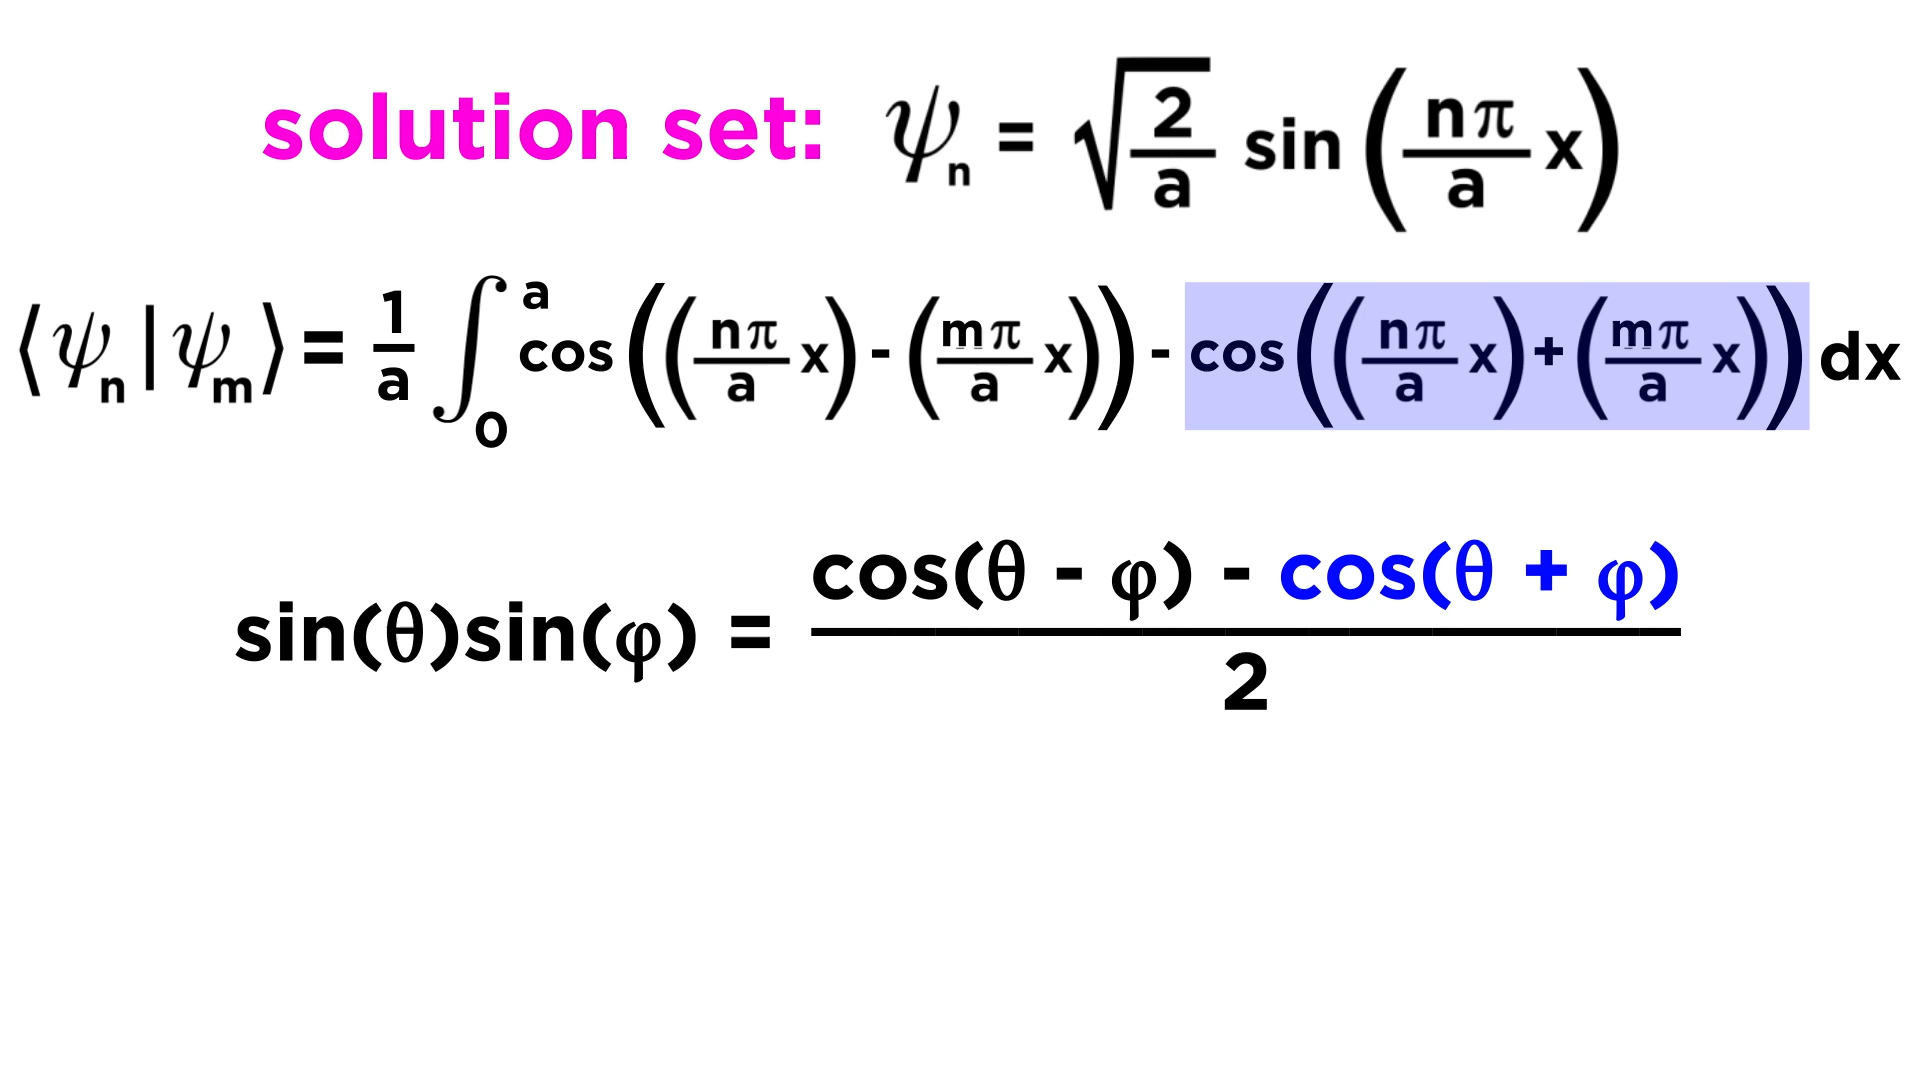 solution set: ψₙ = √(2/a) sin (nπ/a x)
⟨ψₙ|ψₘ⟩ = 1/a ∫₀ᵃ cos((nπ/a x) - (mπ/a x)) - cos((nπ/a x) + (mπ/a x)) dx
sin(θ)sin(φ) = (cos(θ - φ) - cos(θ + φ))/2